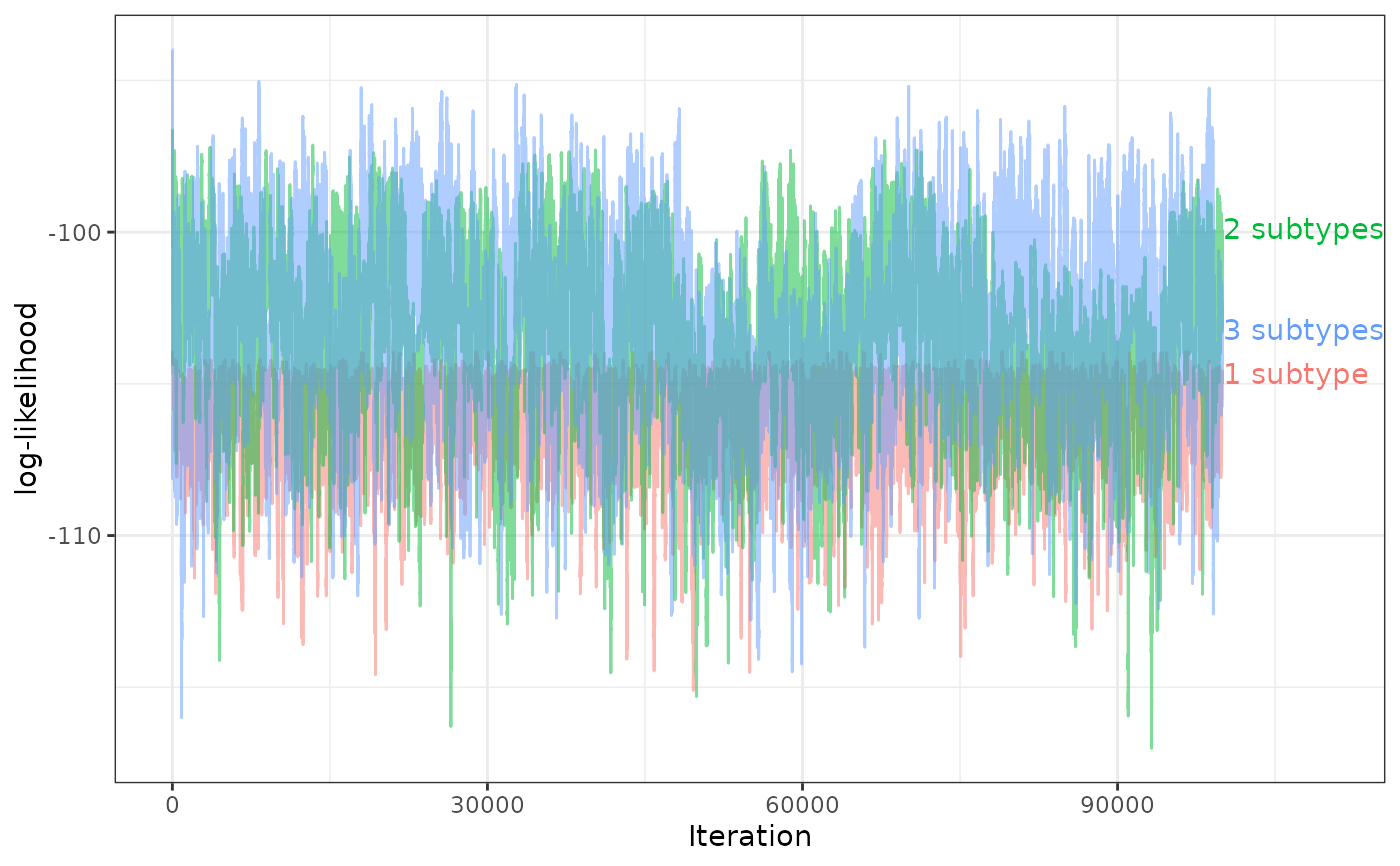 log-likelihood
-100
-110
2 subtypes
3 subtypes
1 subtype
0
30000
60000
90000
Iteration